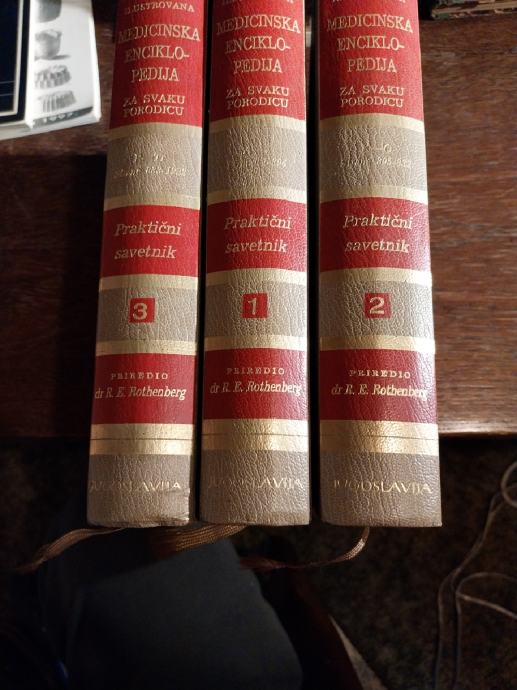 ILUSTROVANA
MEDICINSKA
ENCIKLO-
PEDIJA
ZA SVAKU
PORODICU
Praktični
savetnik
3
PRIREDIO
dr R. E. Rothenberg
JUGOSLAVIJA
MEDICINSKA
ENCIKLO-
PEDIJA
ZA SVAKU
PORODICU
Praktični
savetnik
1
PRIREDIO
dr R. E. Rothenberg
JUGOSLAVIJA
MEDICINSKA
ENCIKLO-
PEDIJA
ZA SVAKU
PORODICU
Praktični
savetnik
2
PRIREDIO
dr R. E. Rothenberg
JUGOSLAVIJA